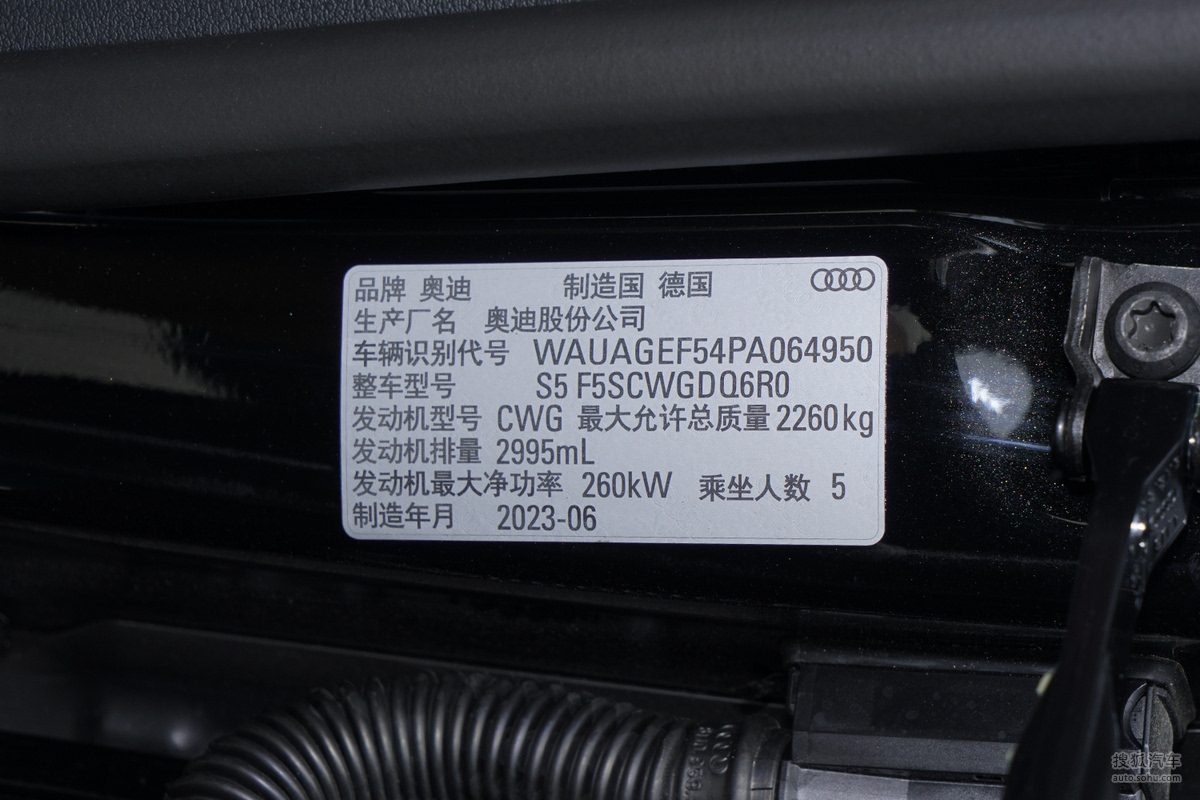 品牌 奥迪 制造国 德国
生产厂名 奥迪股份公司
车辆识别代号 WAUAGEF54PA064950
整车型号 S5 F5SCWGDQ6R0
发动机型号 CWG 最大允许总质量 2260kg
发动机排量 2995mL
发动机最大净功率 260kW 乘坐人数 5
制造年月 2023-06
搜狐汽车
auto.sohu.com